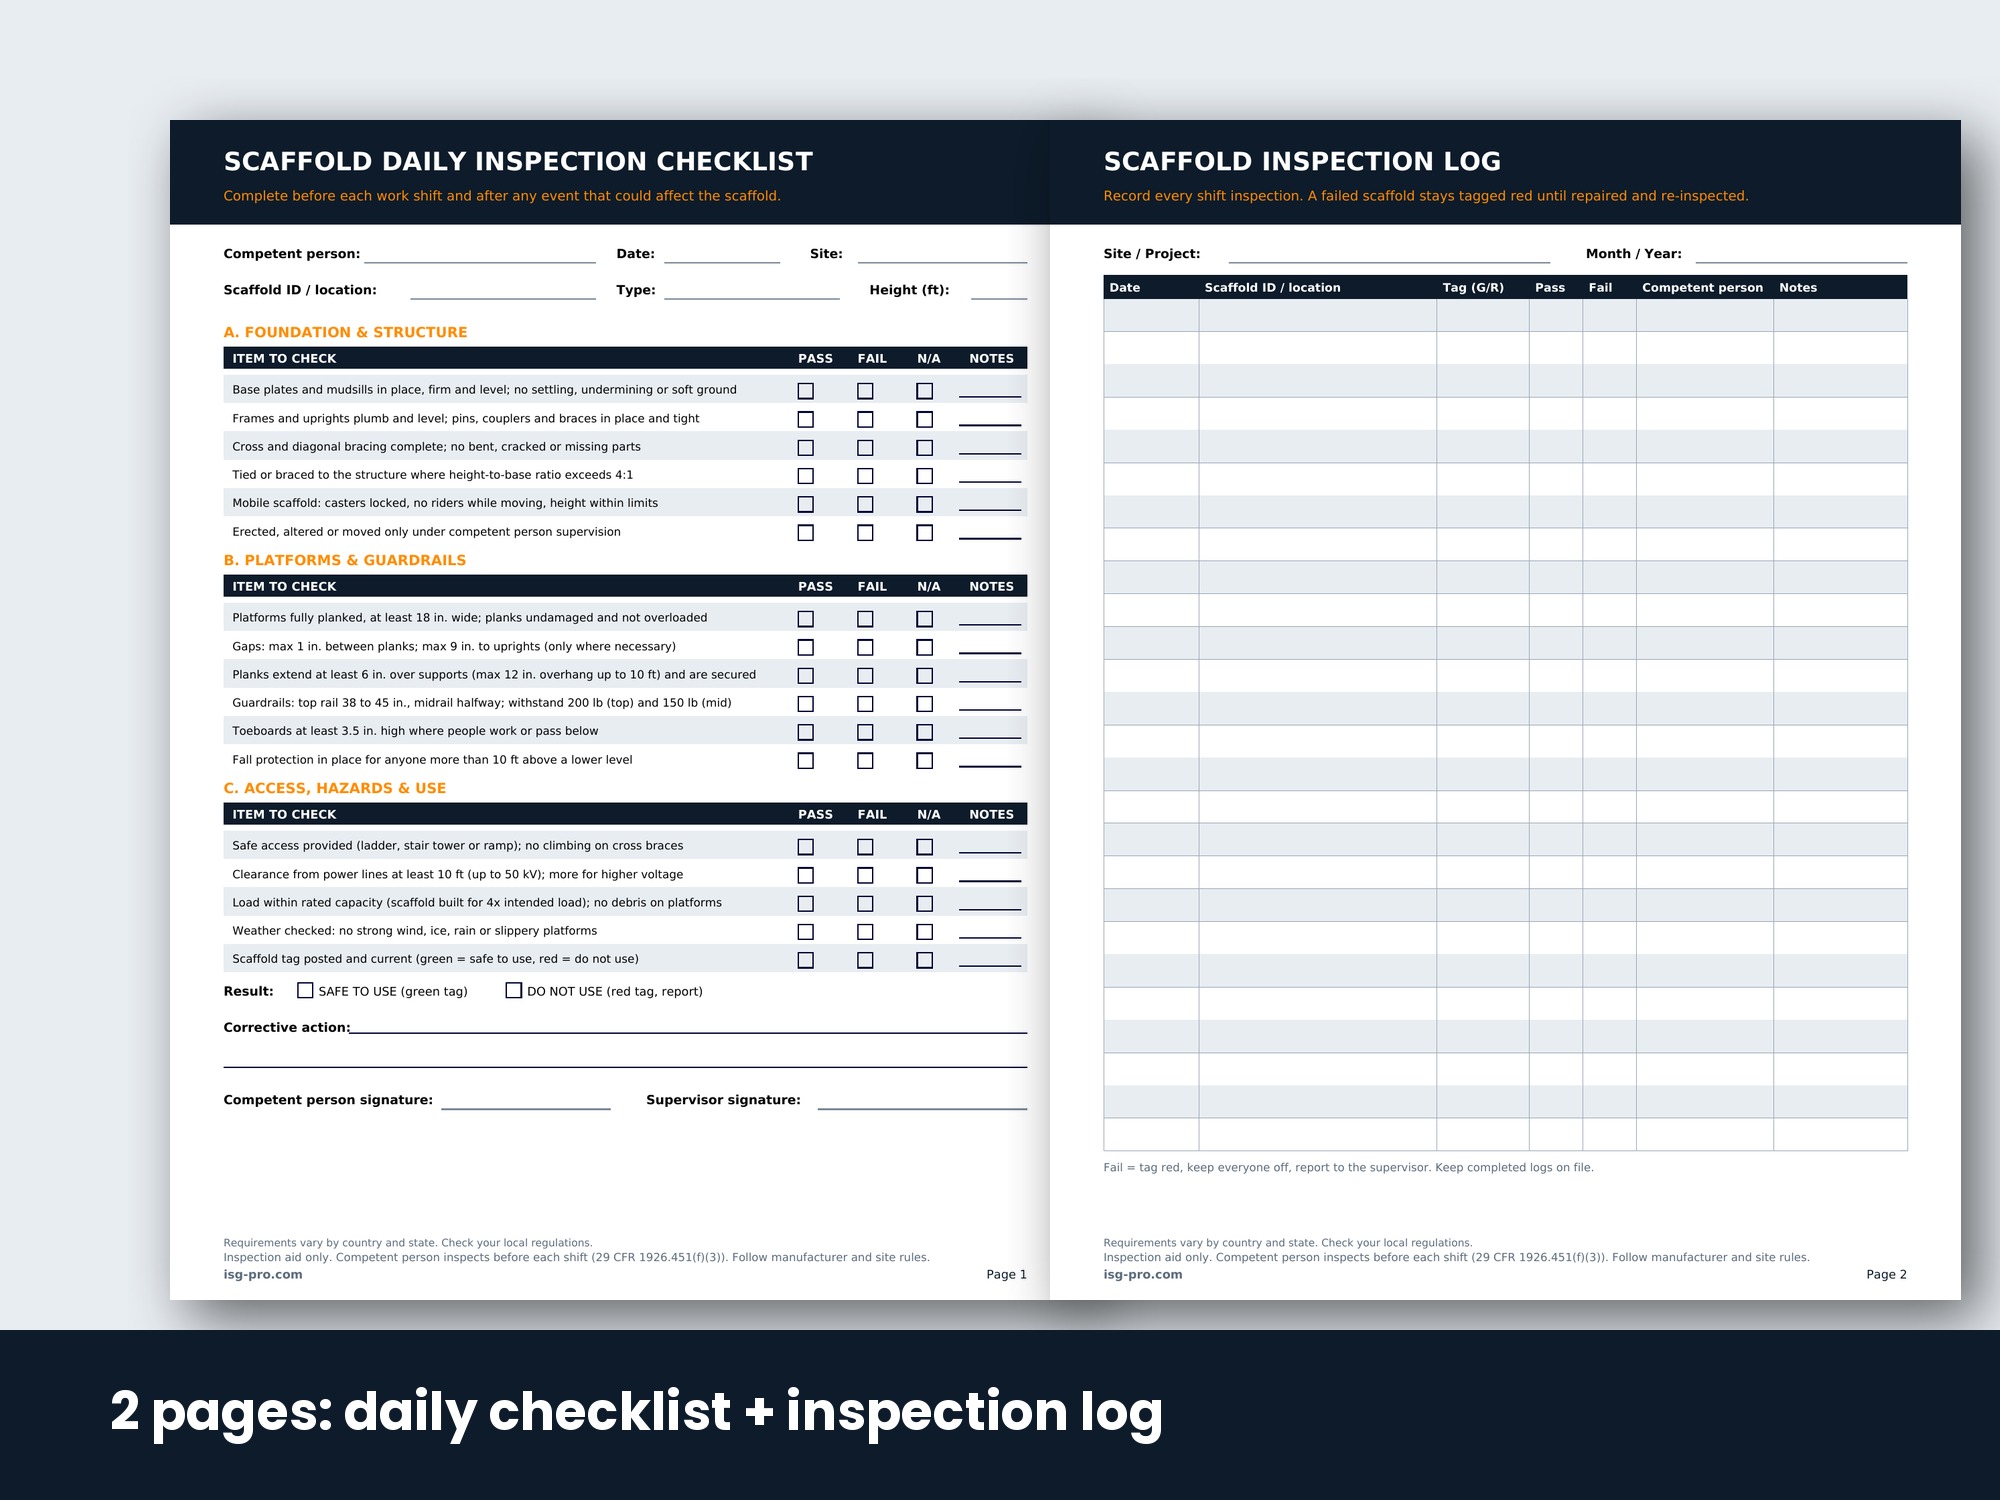 SCAFFOLD DAILY INSPECTION CHECKLIST
Complete before each work shift and after any event that could affect the scaffold.
Competent person: Date: Site:
Scaffold ID / location: Type: Height (ft):
A. FOUNDATION & STRUCTURE
ITEM TO CHECK PASS FAIL N/A NOTES
Base plates and mudsills in place, firm and level; no settling, undermining or soft ground
Frames and uprights plumb and level; pins, couplers and braces in place and tight
Cross and diagonal bracing complete; no bent, cracked or missing parts
Tied or braced to the structure where height-to-base ratio exceeds 4:1
Mobile scaffold: casters locked, no riders while moving, height within limits
Erected, altered or moved only under competent person supervision
B. PLATFORMS & GUARDRAILS
ITEM TO CHECK PASS FAIL N/A NOTES
Platforms fully planked, at least 18 in. wide; planks undamaged and not overloaded
Gaps: max 1 in. between planks; max 9 in. to uprights (only where necessary)
Planks extend at least 6 in. over supports (max 12 in. overhang up to 10 ft) and are secured
Guardrails: top rail 38 to 45 in., midrail halfway; withstand 200 lb (top) and 150 lb (mid)
Toeboards at least 3.5 in. high where people work or pass below
Fall protection in place for anyone more than 10 ft above a lower level
C. ACCESS, HAZARDS & USE
ITEM TO CHECK PASS FAIL N/A NOTES
Safe access provided (ladder, stair tower or ramp); no climbing on cross braces
Clearance from power lines at least 10 ft (up to 50 kV); more for higher voltage
Load within rated capacity (scaffold built for 4x intended load); no debris on platforms
Weather checked: no strong wind, ice, rain or slippery platforms
Scaffold tag posted and current (green = safe to use, red = do not use)
Result: SAFE TO USE (green tag) DO NOT USE (red tag, report)
Corrective action:
Competent person signature: Supervisor signature:
Requirements vary by country and state. Check your local regulations.
Inspection aid only. Competent person inspects before each shift (29 CFR 1926.451(f)(3)). Follow manufacturer and site rules.
isg-pro.com Page 1
SCAFFOLD INSPECTION LOG
Record every shift inspection. A failed scaffold stays tagged red until repaired and re-inspected.
Site / Project: Month / Year:
Date Scaffold ID / location Tag (G/R) Pass Fail Competent person Notes
Fail = tag red, keep everyone off, report to the supervisor. Keep completed logs on file.
Requirements vary by country and state. Check your local regulations.
Inspection aid only. Competent person inspects before each shift (29 CFR 1926.451(f)(3)). Follow manufacturer and site rules.
isg-pro.com Page 2
2 pages: daily checklist + inspection log